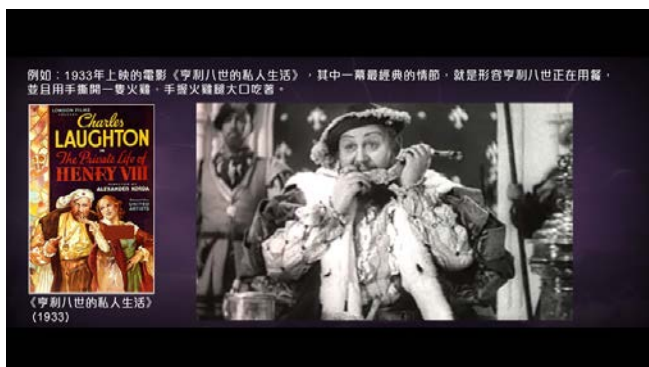 例如：1933年上映的電影《亨利八世的私人生活》，其中一幕最經典的情節，就是形容亨利八世正在用餐，
並且用手撕開一隻火雞，手握火雞腿大口吃著。
LONDON FILMS
Charles
LAUGHTON
IN
The Private Life of
HENRY VIII
DIRECTED BY
ALEXANDER KORDA
UNITED
ARTISTS
《亨利八世的私人生活》
(1933)